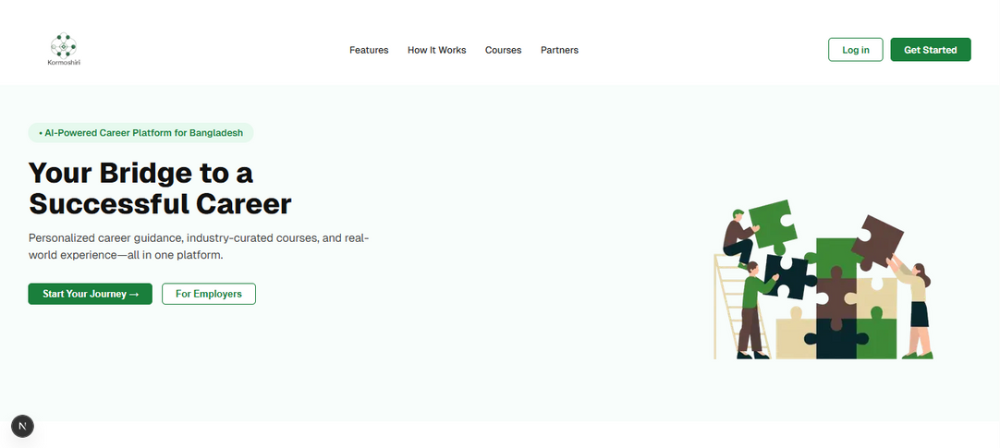 Kormoshiri
Features
How It Works
Courses
Partners
Log in
Get Started
• AI-Powered Career Platform for Bangladesh
Your Bridge to a
Successful Career
Personalized career guidance, industry-curated courses, and real-
world experience—all in one platform.
Start Your Journey →
For Employers
N